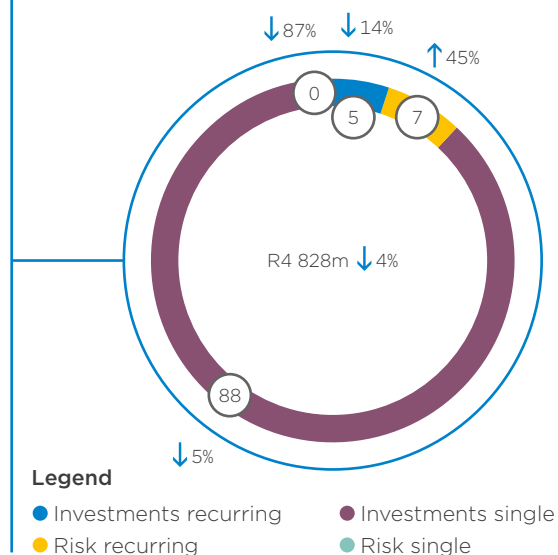 87%
14%
45%
0
5
7
R4 828m 4%
88
5%
Legend
Investments recurring
Investments single
Risk recurring
Risk single